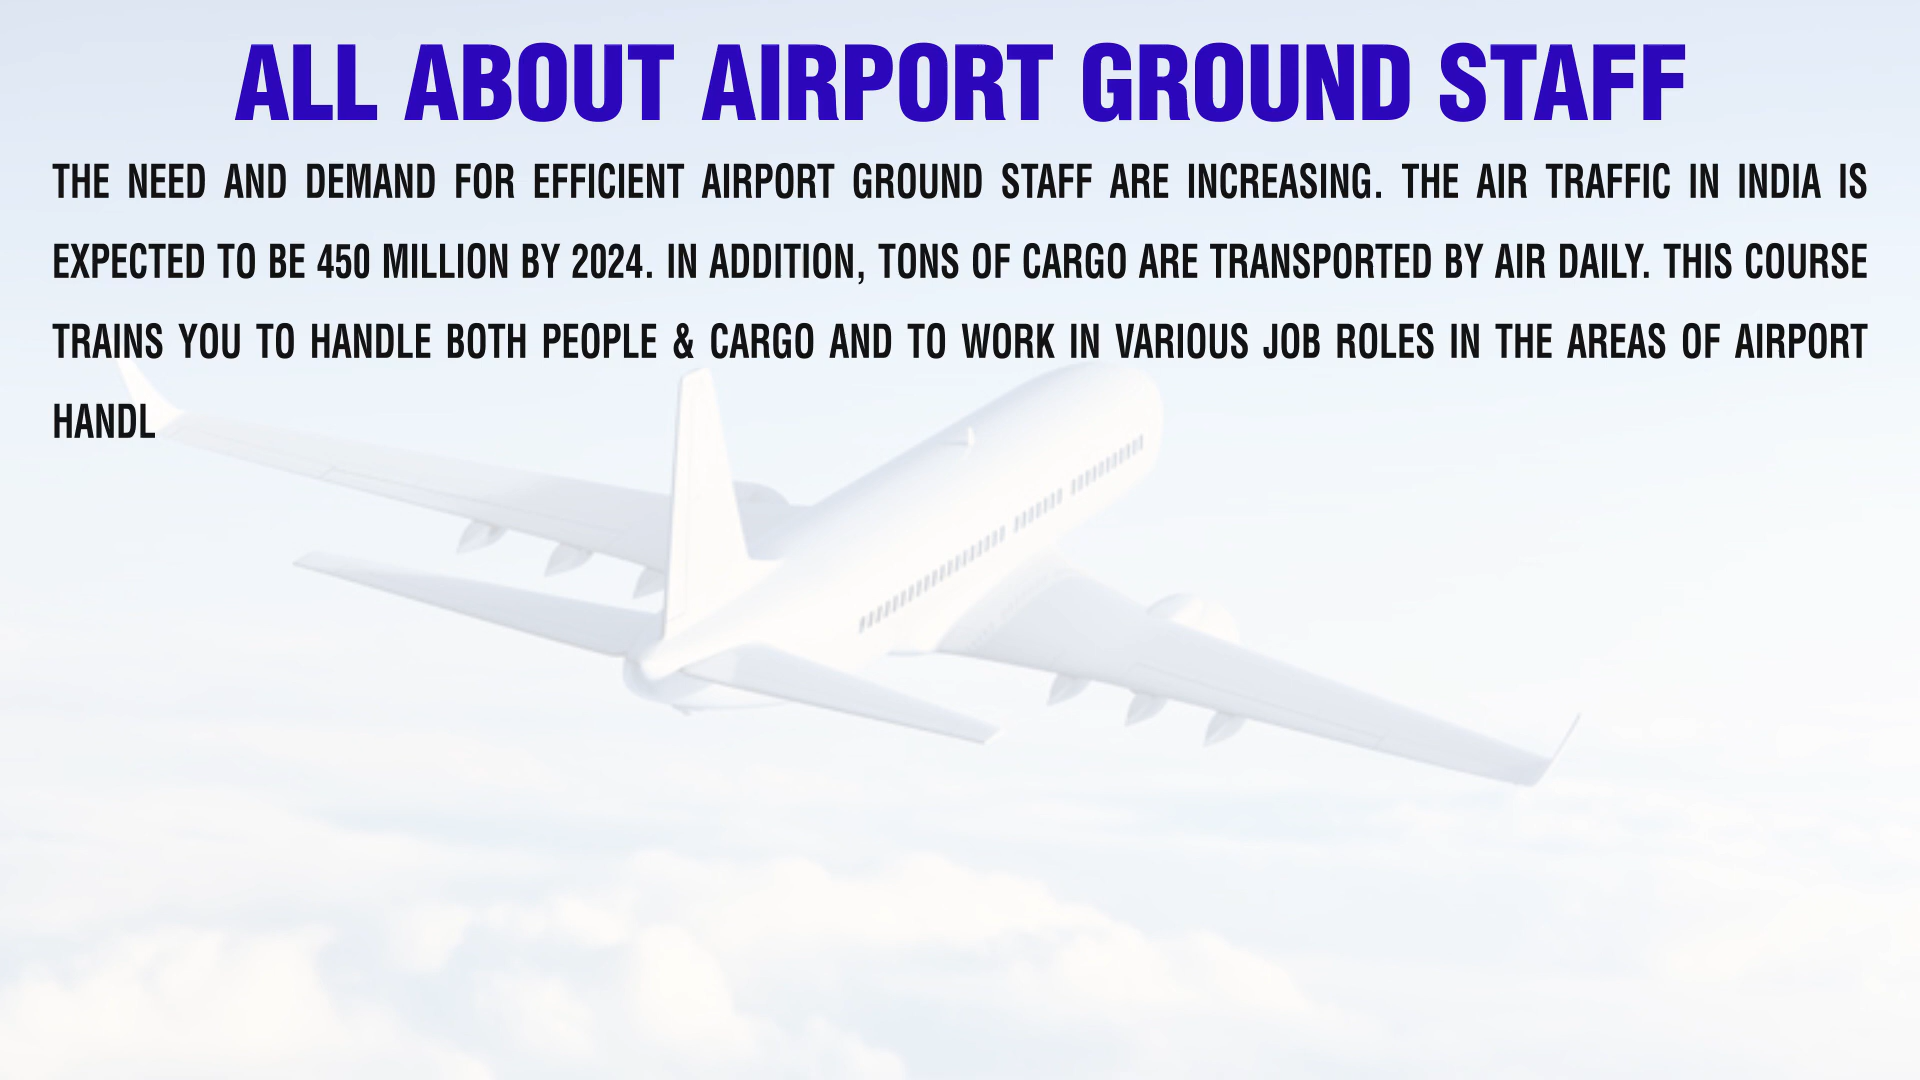 ALL ABOUT AIRPORT GROUND STAFF
THE NEED AND DEMAND FOR EFFICIENT AIRPORT GROUND STAFF ARE INCREASING. THE AIR TRAFFIC IN INDIA IS
EXPECTED TO BE 450 MILLION BY 2024. IN ADDITION, TONS OF CARGO ARE TRANSPORTED BY AIR DAILY. THIS COURSE
TRAINS YOU TO HANDLE BOTH PEOPLE & CARGO AND TO WORK IN VARIOUS JOB ROLES IN THE AREAS OF AIRPORT
HANDL